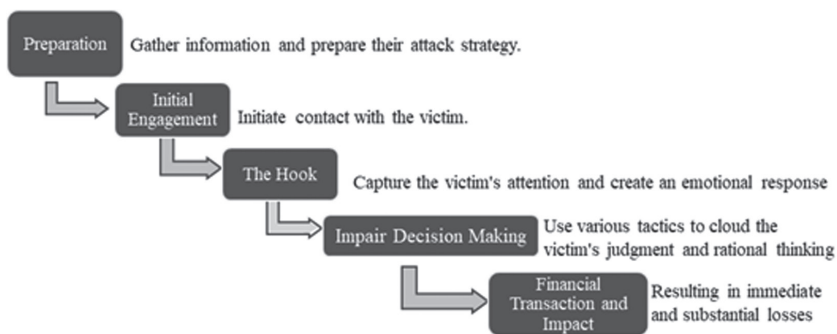 Preparation
Gather information and prepare their attack strategy.
Initial
Engagement
Initiate contact with the victim.
The Hook
Capture the victim's attention and create an emotional response
Impair Decision Making
Use various tactics to cloud the
victim's judgment and rational thinking
Financial
Transaction and
Impact
Resulting in immediate
and substantial losses